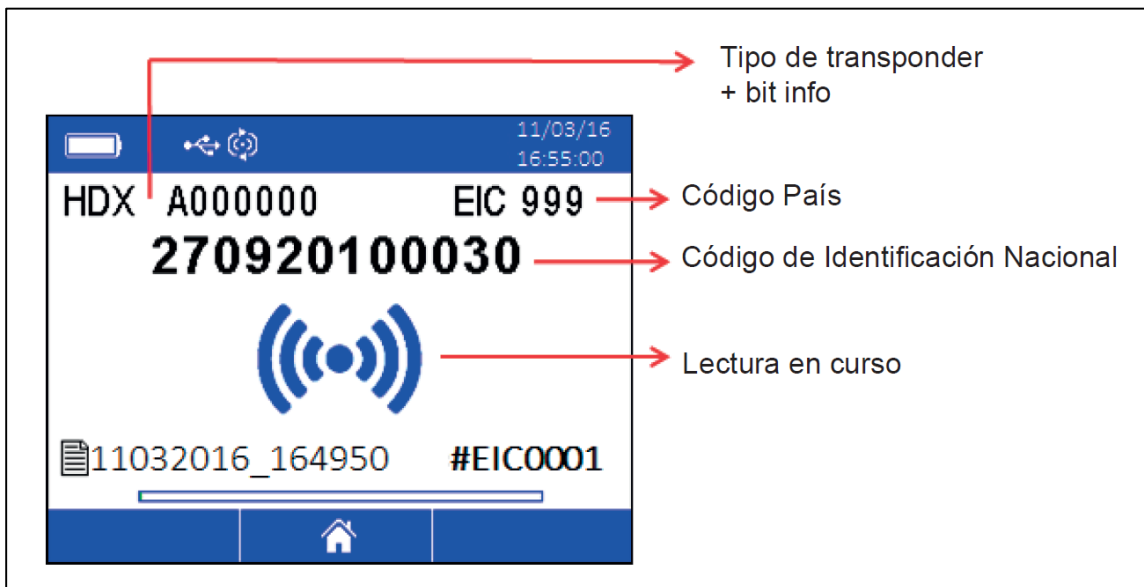 Tipo de transponder
+ bit info
11/03/16
16:55:00
HDX A000000 EIC 999
Código País
270920100030
Código de Identificación Nacional
Lectura en curso
11032016_164950 #EIC0001